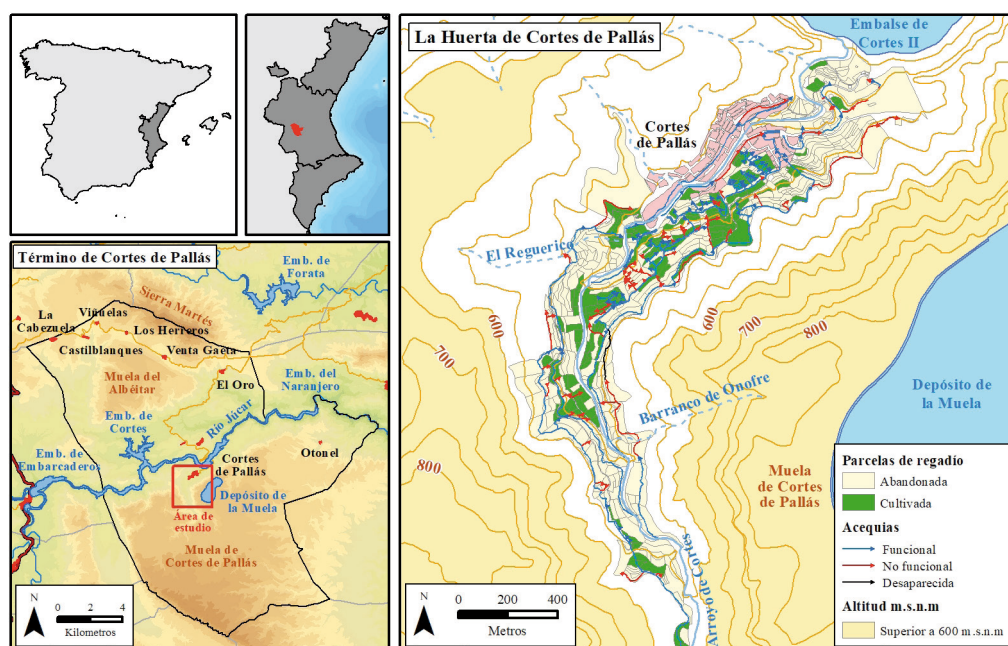 Término de Cortes de Pallás
Emb. de
Forata
Sierra Martés
La
Cabezuela
Viñuelas
Los Herreros
Castilblanques
Venta Gaeta
Muela del
Albéitar
El Oro
Emb. del
Naranjero
Emb. de
Cortes
Río Júcar
Emb. de
Embarcaderos
Cortes
de Pallás
Otonel
Depósito de
la Muela
Área de
estudio
Muela de
Cortes de Pallás
N
0 2 4
Kilometros
La Huerta de Cortes de Pallás
Embalse de
Cortes II
Cortes
de Pallás
El Reguerico
600
700
800
600
700
800
Barranco de Onofre
Depósito de
la Muela
Muela
de Cortes
de Pallás
Arroyo de Cortes
N
0 200 400
Metros
Parcelas de regadío
Abandonada
Cultivada
Acequias
Funcional
No funcional
Desaparecida
Altitud m.s.n.m
Superior a 600 m .s.n.m